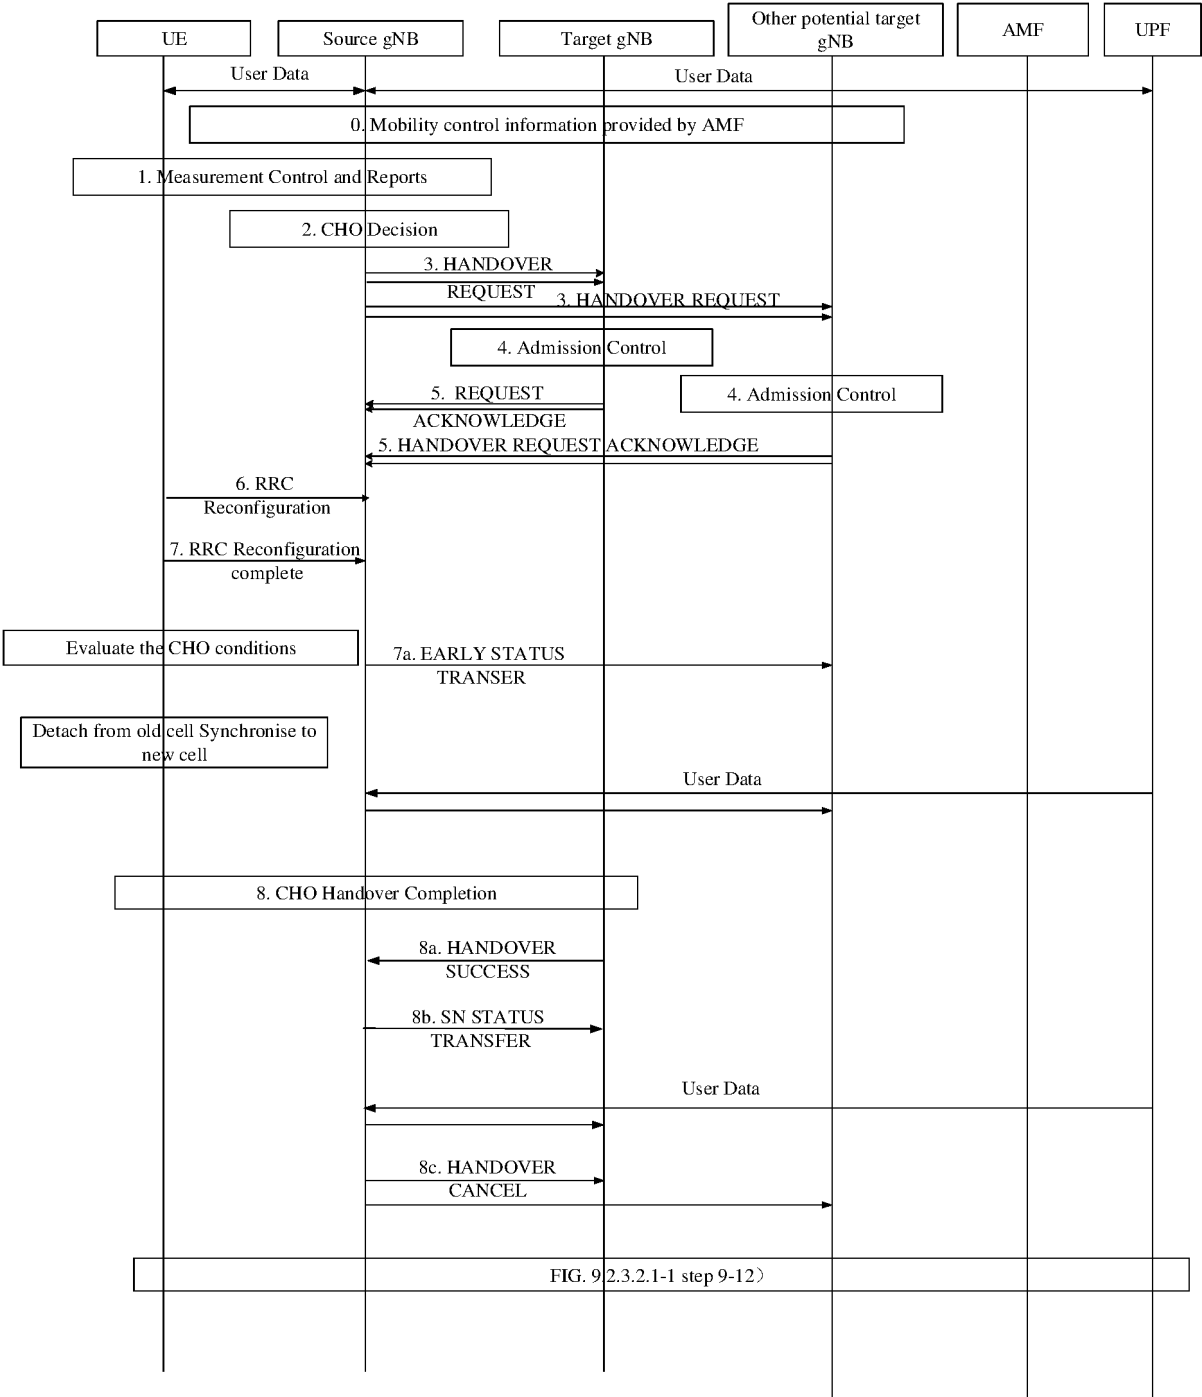 UE
Source gNB
Target gNB
Other potential target
gNB
AMF
UPF
User Data
User Data
0. Mobility control information provided by AMF
1. Measurement Control and Reports
2. CHO Decision
3. HANDOVER
REQUEST
3. HANDOVER REQUEST
4. Admission Control
4. Admission Control
5. REQUEST
ACKNOWLEDGE
5. HANDOVER REQUEST ACKNOWLEDGE
6. RRC
Reconfiguration
7. RRC Reconfiguration
complete
Evaluate the CHO conditions
7a. EARLY STATUS
TRANSER
Detach from old cell Synchronise to
new cell
User Data
8. CHO Handover Completion
8a. HANDOVER
SUCCESS
8b. SN STATUS
TRANSFER
User Data
8c. HANDOVER
CANCEL
FIG. 9.2.3.2.1-1 step 9-12）